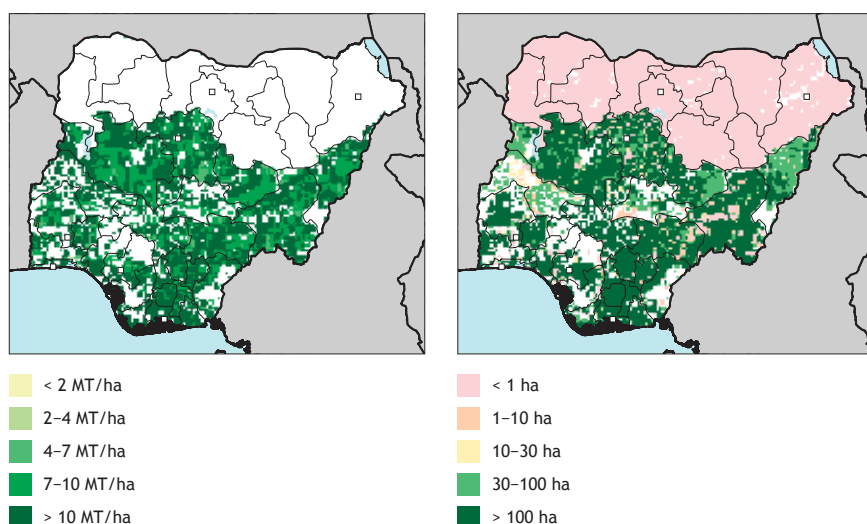 < 2 MT/ha
2–4 MT/ha
4–7 MT/ha
7–10 MT/ha
> 10 MT/ha
< 1 ha
1–10 ha
10–30 ha
30–100 ha
> 100 ha